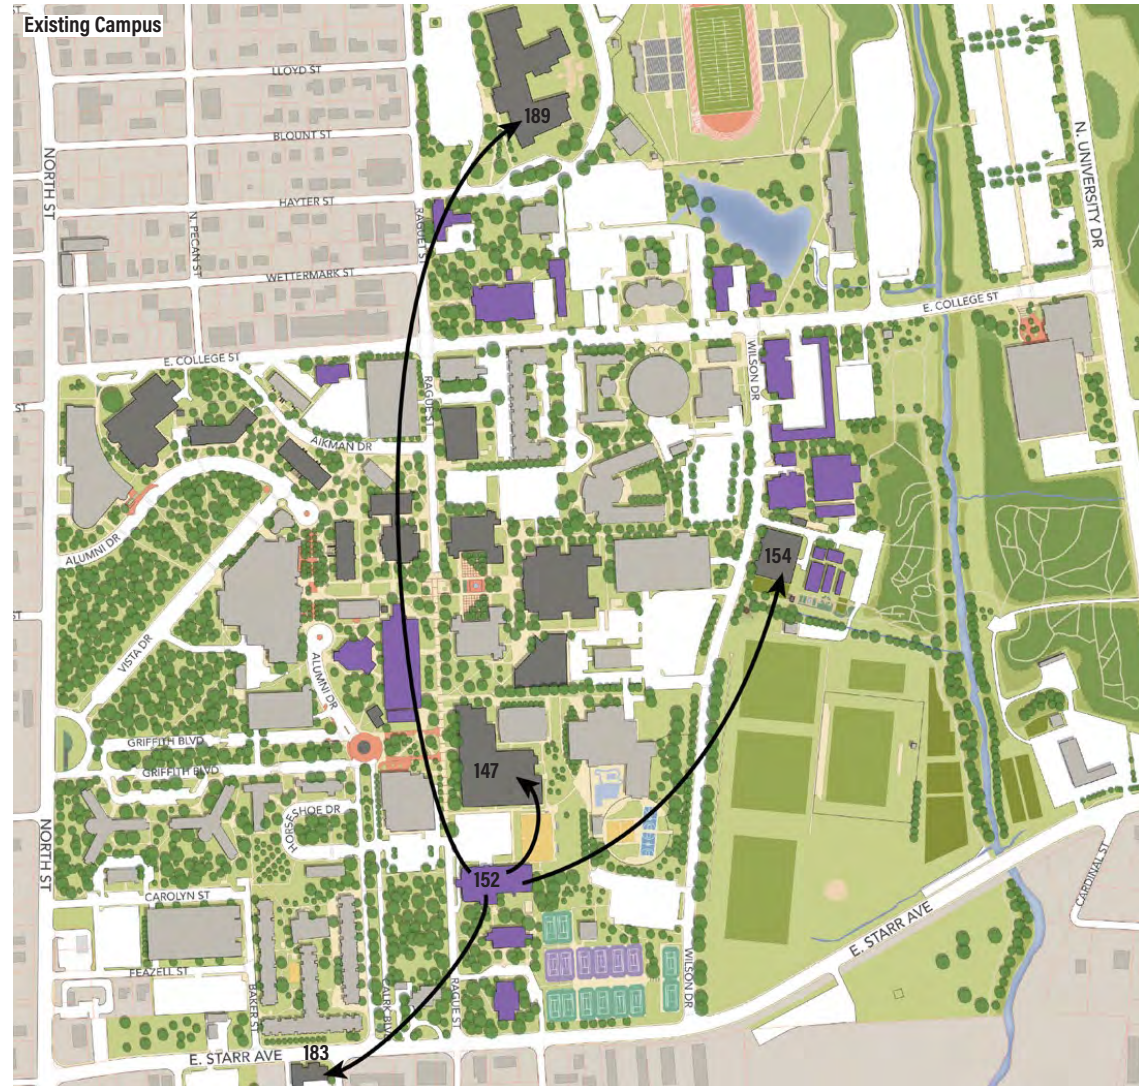 Existing Campus
LLOYD ST
BLOUNT ST
HAYTER ST
WETTERMARK ST
NORTH ST
N. PECAN ST
RAGUET ST
189
N. UNIVERSITY DR
E. COLLEGE ST
E. COLLEGE ST
WILSON DR
RAGUET ST
AIKMAN DR
ALUMNI DR
154
VISTA DR
ALUMNI DR
GRIFFITH BLVD
GRIFFITH BLVD
147
HORSESHOE DR
NORTH ST
152
CAROLYN ST
CARDINAL ST
E. STARR AVE
FEAZELL ST
BAKER ST
WILSON DR
E. STARR AVE
183
ST
ST
ST